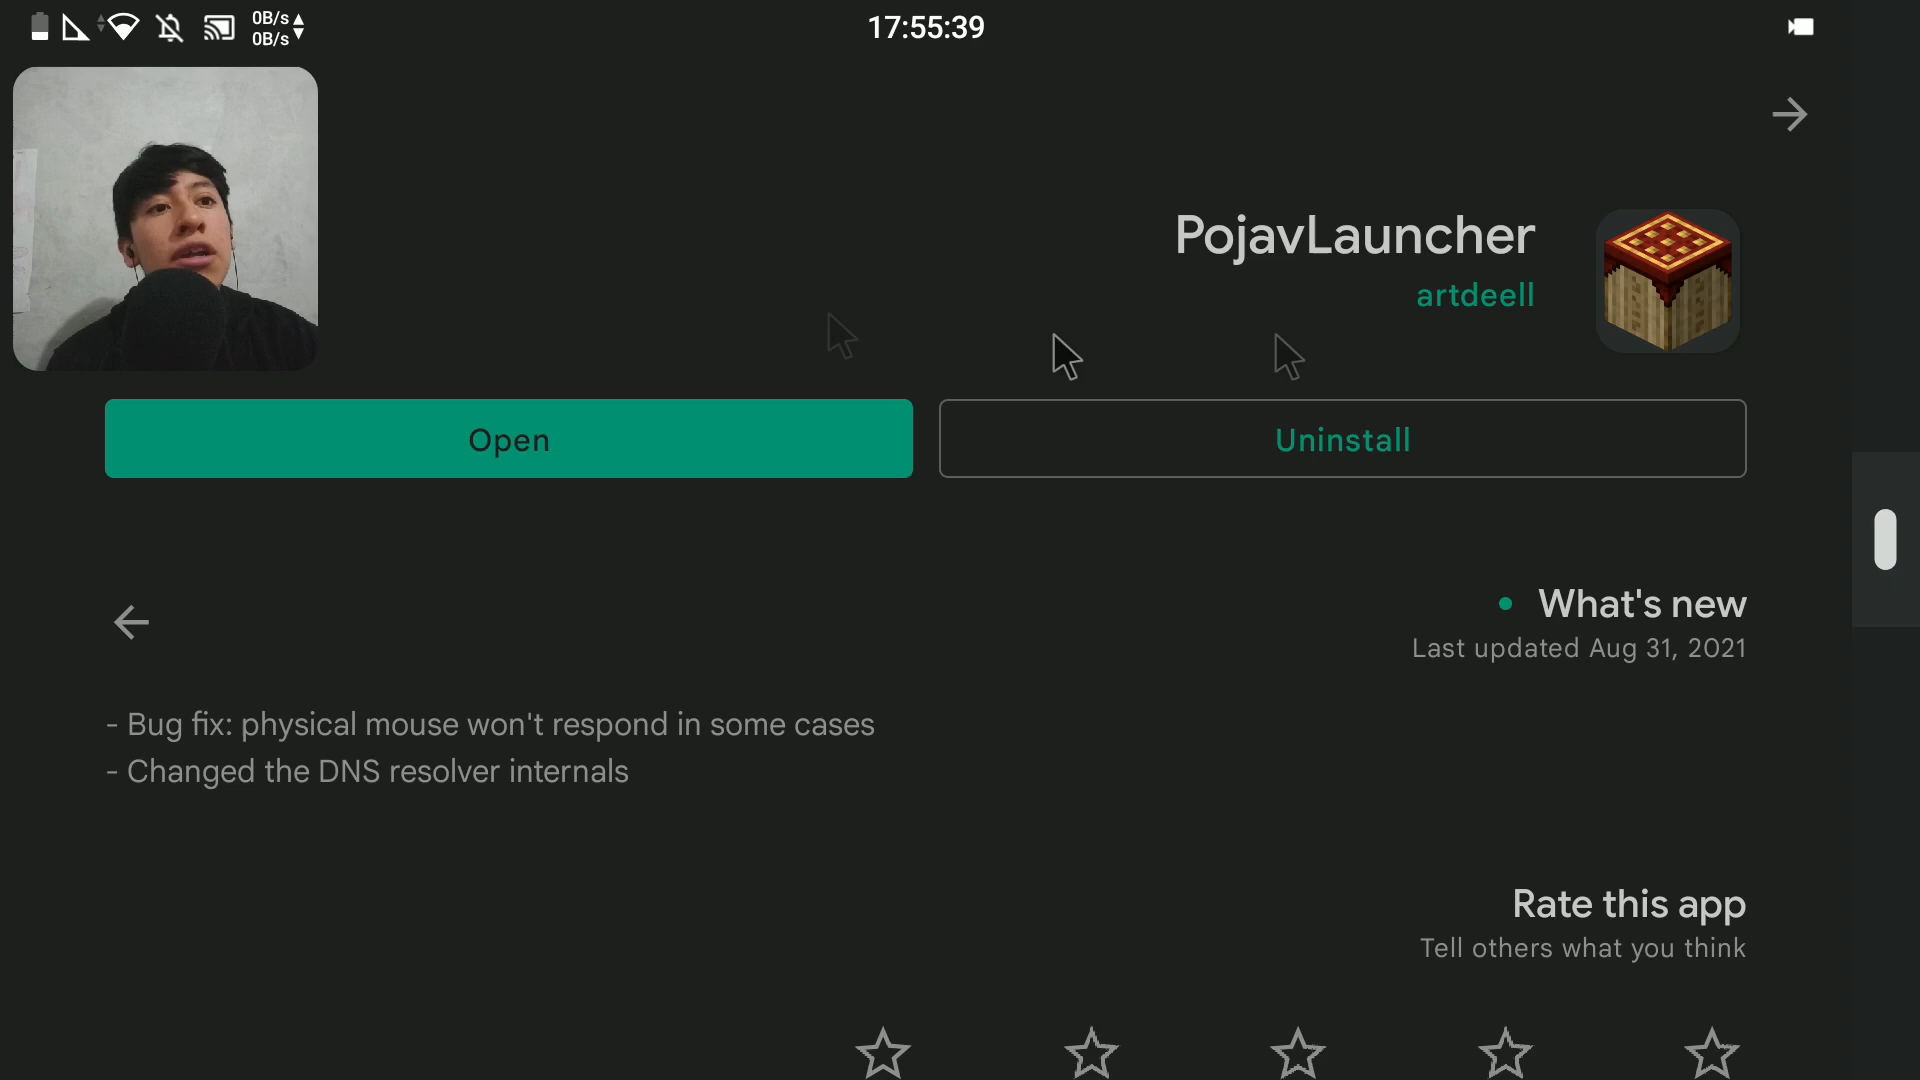 0B/s
0B/s
17:55:39
PojavLauncher
artdeell
Open
Uninstall
What's new
Last updated Aug 31, 2021
- Bug fix: physical mouse won't respond in some cases
- Changed the DNS resolver internals
Rate this app
Tell others what you think